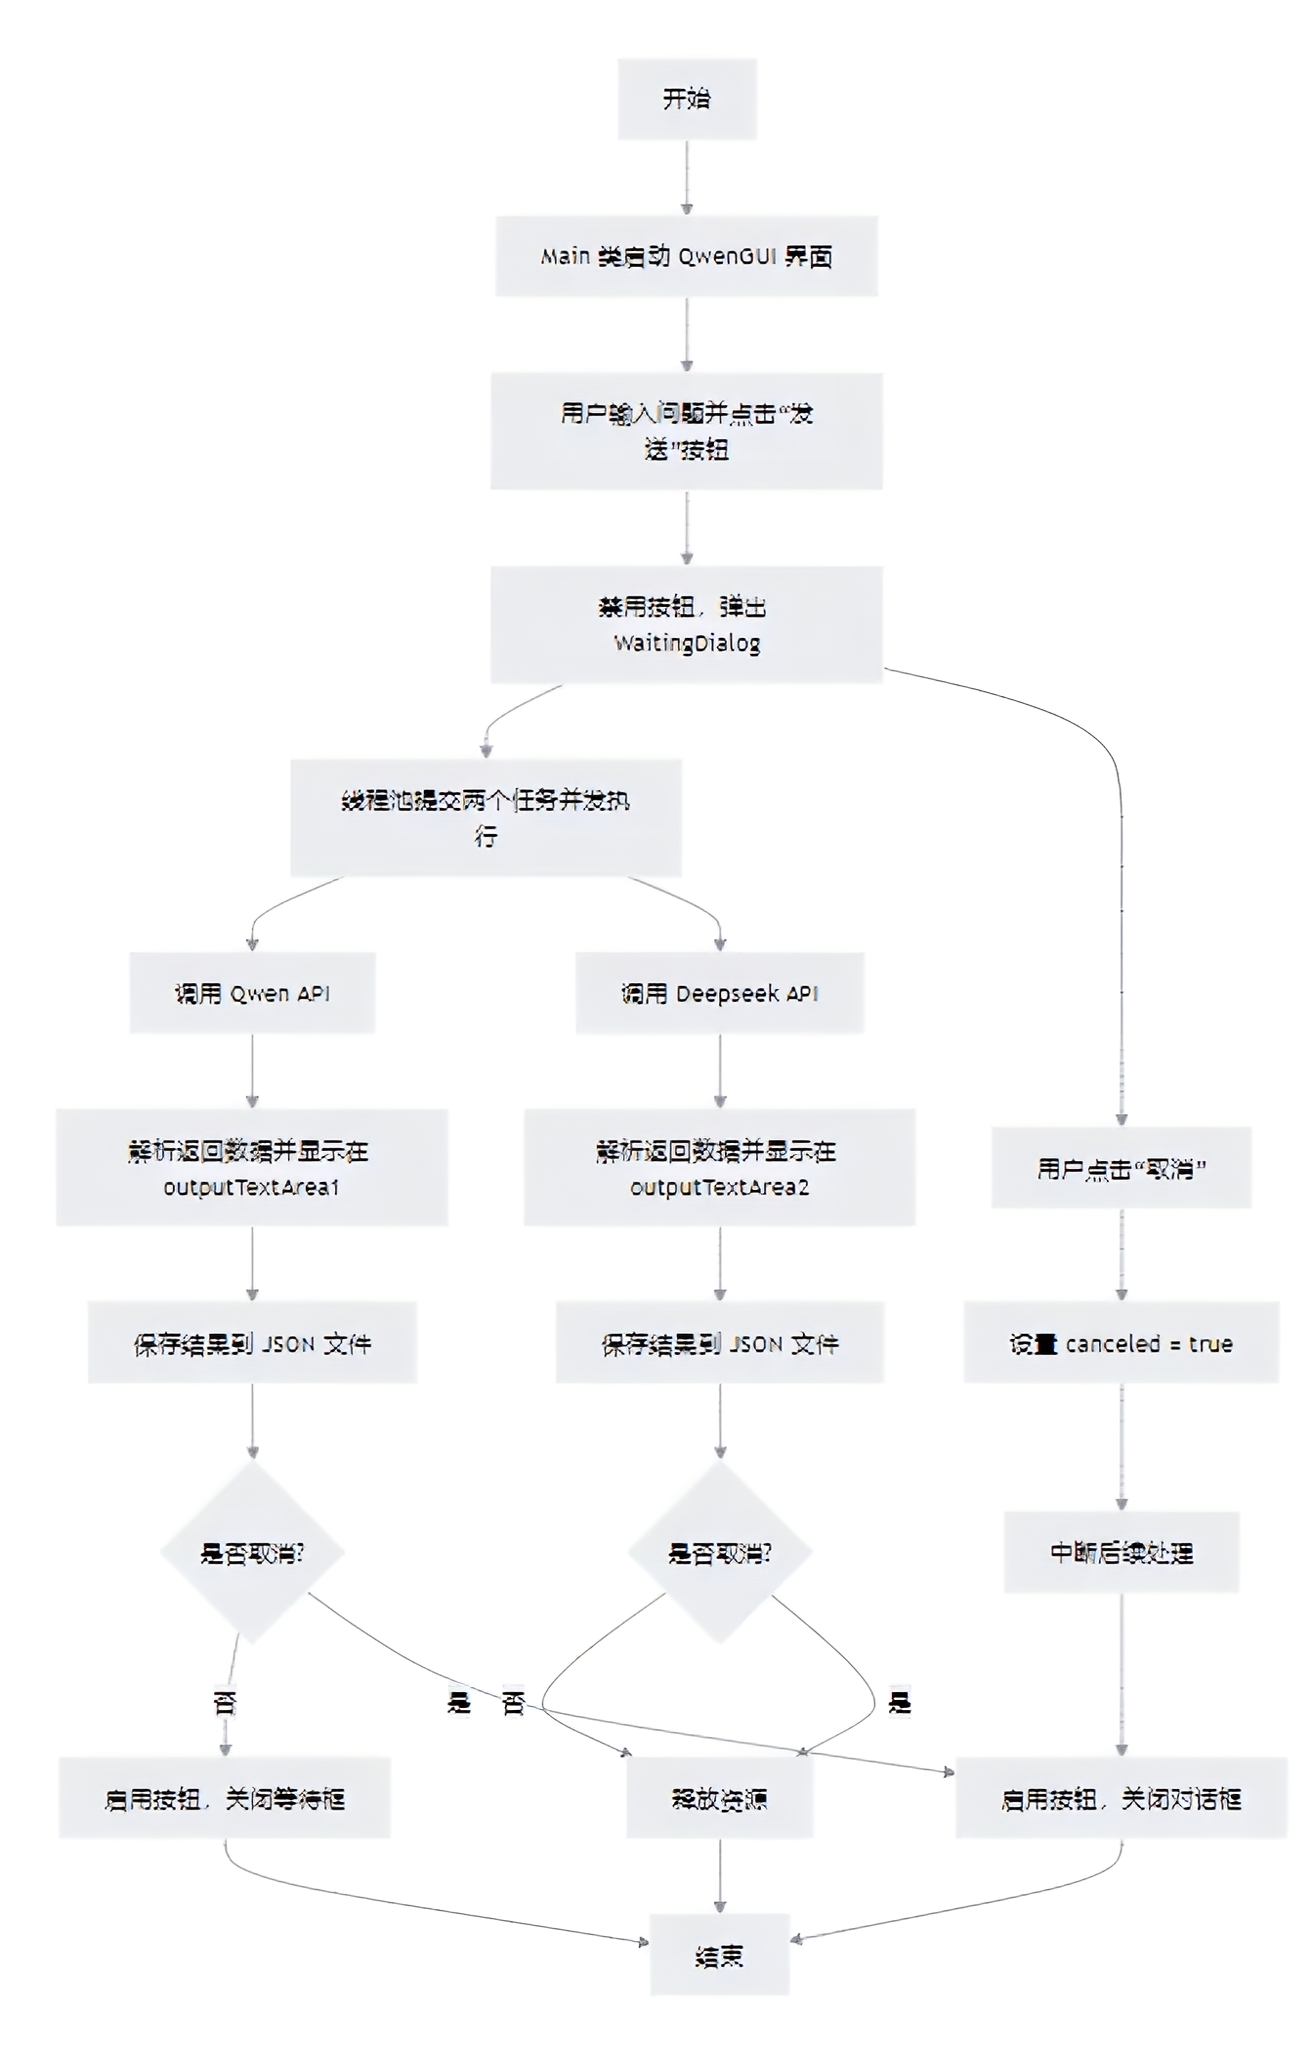 开始
Main 类启动 QwenGUI 界面
用户输入问题并点击“发
送”按钮
禁用按钮，弹出
WaitingDialog
线程池提交两个任务并发执
行
调用 Qwen API
调用 Deepseek API
解析返回数据并显示在
outputTextArea1
解析返回数据并显示在
outputTextArea2
用户点击“取消”
保存结果到 JSON 文件
保存结果到 JSON 文件
设置 canceled = true
是否取消?
是否取消?
中断后续处理
否
是
否
是
启用按钮，关闭等待框
释放资源
启用按钮，关闭对话框
结束